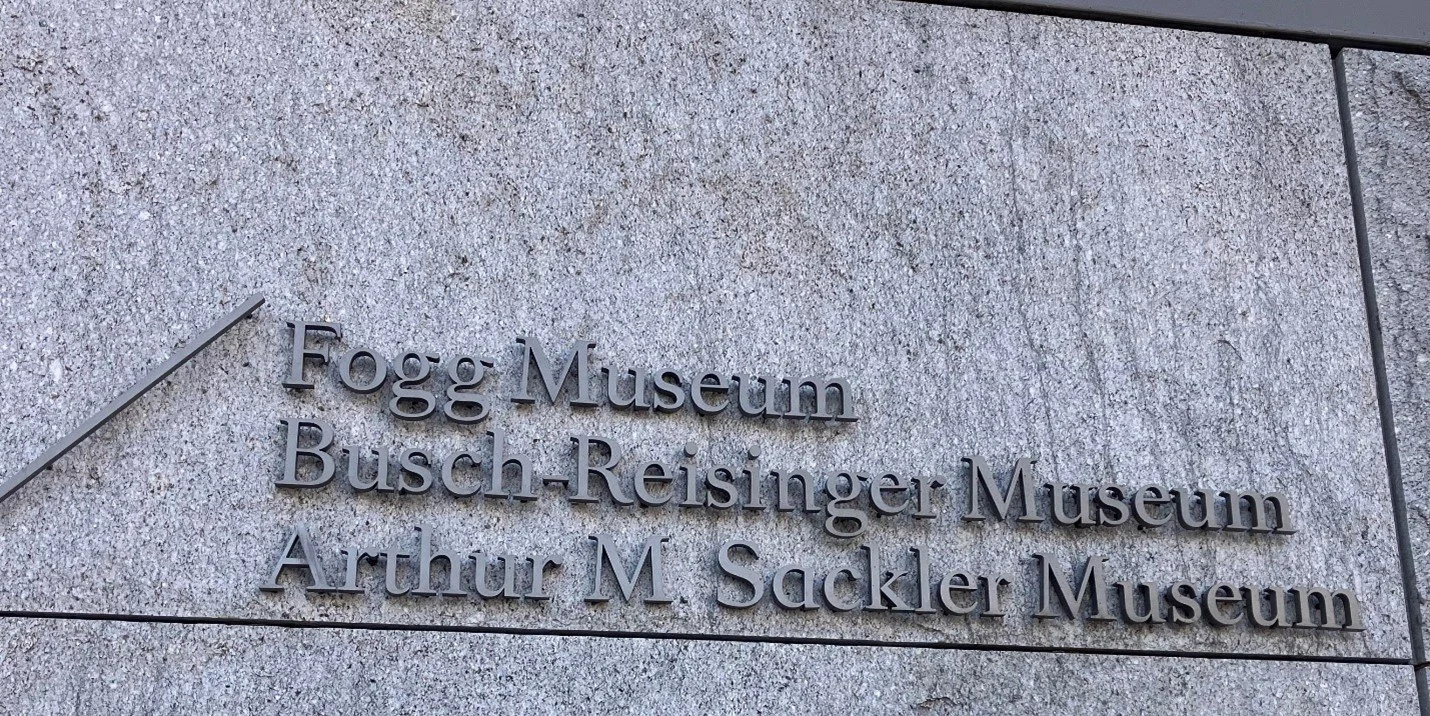 Fogg Museum
Busch-Reisinger Museum
Arthur M. Sackler Museum